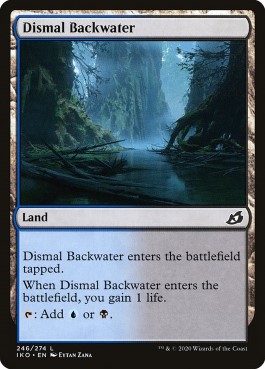 Dismal Backwater
Land
Dismal Backwater enters the battlefield
tapped.
When Dismal Backwater enters the
battlefield, you gain 1 life.
: Add or .
246/274 L
IKO • EN Eytan Zana
™ & © 2020 Wizards of the Coast